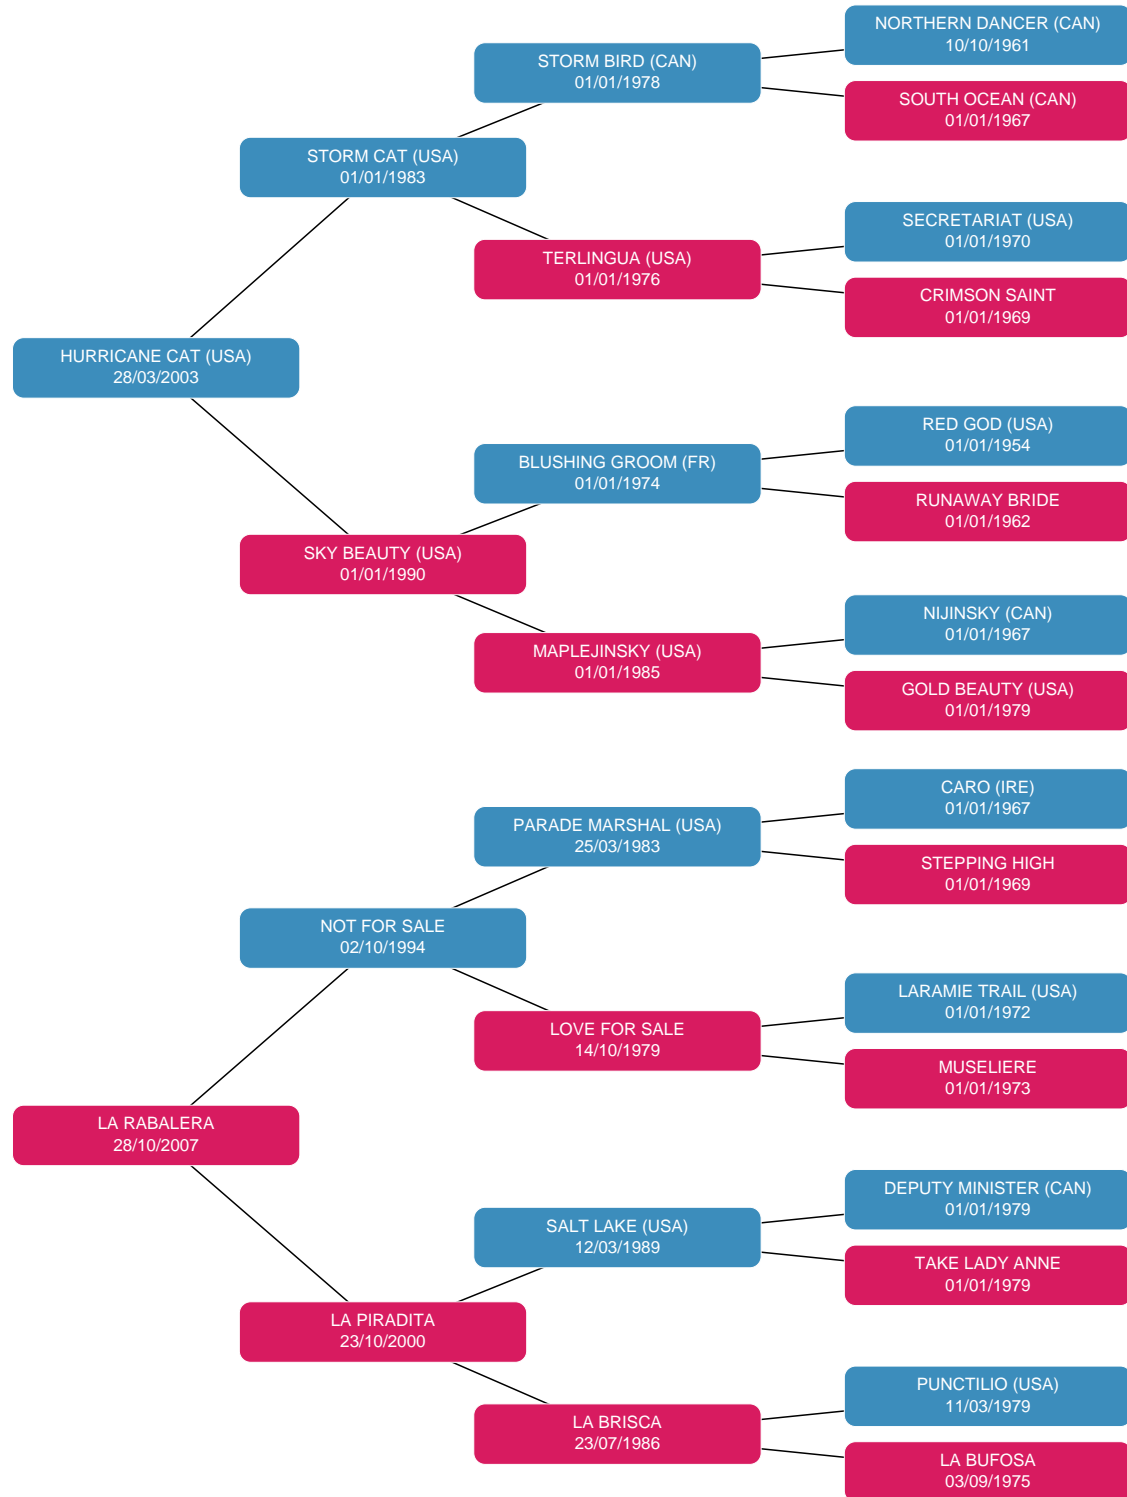 NORTHERN DANCER (CAN)
10/10/1961
STORM BIRD (CAN)
01/01/1978
SOUTH OCEAN (CAN)
01/01/1967
STORM CAT (USA)
01/01/1983
SECRETARIAT (USA)
01/01/1970
TERLINGUA (USA)
01/01/1976
CRIMSON SAINT
01/01/1969
HURRICANE CAT (USA)
28/03/2003
RED GOD (USA)
01/01/1954
BLUSHING GROOM (FR)
01/01/1974
RUNAWAY BRIDE
01/01/1962
SKY BEAUTY (USA)
01/01/1990
NIJINSKY (CAN)
01/01/1967
MAPLEJINSKY (USA)
01/01/1985
GOLD BEAUTY (USA)
01/01/1979
CARO (IRE)
01/01/1967
PARADE MARSHAL (USA)
25/03/1983
STEPPING HIGH
01/01/1969
NOT FOR SALE
02/10/1994
LARAMIE TRAIL (USA)
01/01/1972
LOVE FOR SALE
14/10/1979
MUSELIERE
01/01/1973
LA RABALERA
28/10/2007
DEPUTY MINISTER (CAN)
01/01/1979
SALT LAKE (USA)
12/03/1989
TAKE LADY ANNE
01/01/1979
LA PIRADITA
23/10/2000
PUNCTILIO (USA)
11/03/1979
LA BRISCA
23/07/1986
LA BUFOSA
03/09/1975